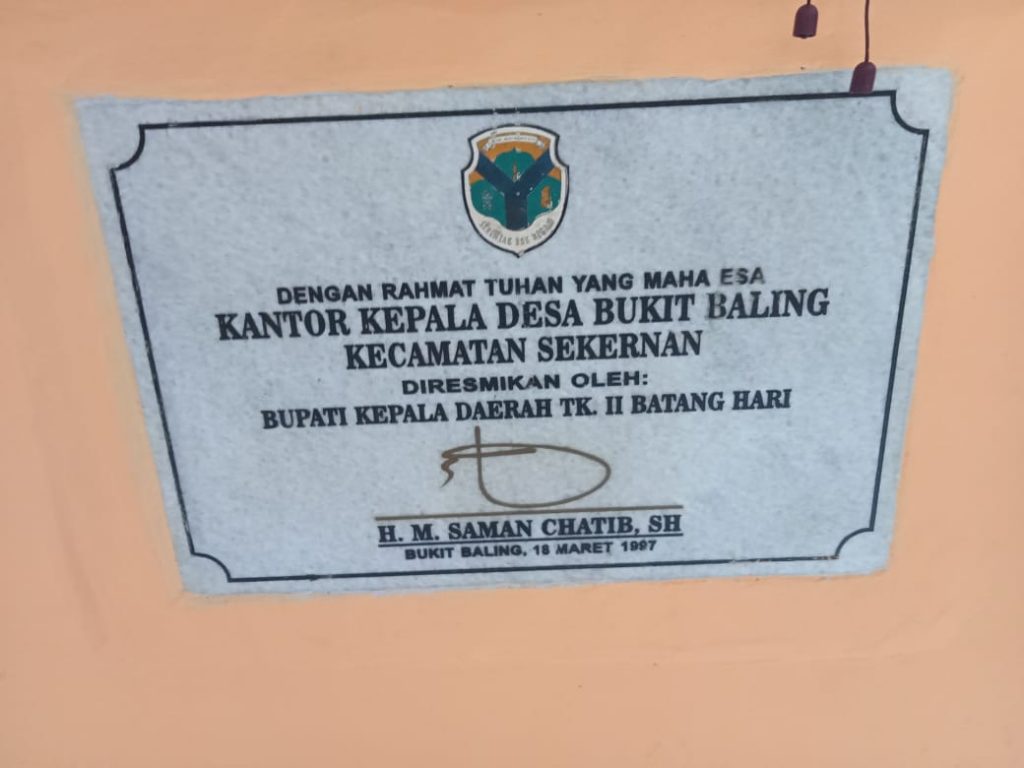 DENGAN RAHMAT TUHAN YANG MAHA ESA
KANTOR KEPALA DESA BUKIT BALING
KECAMATAN SEKERNAN
DIRESMIKAN OLEH:
BUPATI KEPALA DAERAH TK. II BATANG HARI
H. M. SAMAN CHATIB, SH
BUKIT BALING, 18 MARET 1997